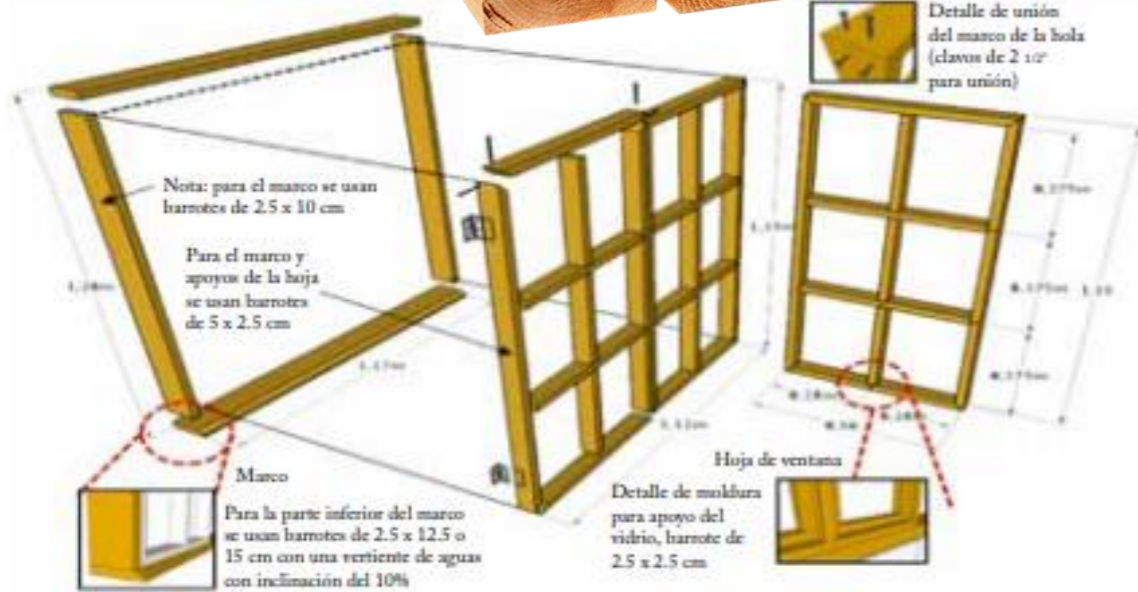 Detalle de unión
del marco de la hola
(clavos de 2 1/2"
para unión)
Nota: para el marco se usan
barrotes de 2.5 x 10 cm
Para el marco y
apoyos de la hoja
se usan barrotes
de 5 x 2.5 cm
Marco
Para la parte inferior del marco
se usan barrotes de 2.5 x 12.5 o
15 cm con una vertiente de aguas
con inclinación del 10%
Hoja de ventana
Detalle de moldura
para apoyo del
vidrio, barrote de
2.5 x 2.5 cm